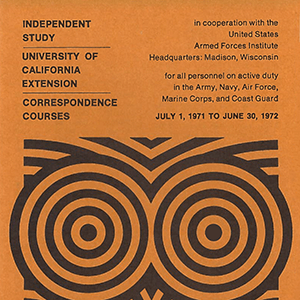 INDEPENDENT
STUDY
UNIVERSITY OF
CALIFORNIA
EXTENSION
CORRESPONDENCE
COURSES
in cooperation with the
United States
Armed Forces Institute
Headquarters: Madison, Wisconsin
for all personnel on active duty
in the Army, Navy, Air Force,
Marine Corps, and Coast Guard
JULY 1, 1971 TO JUNE 30, 1972